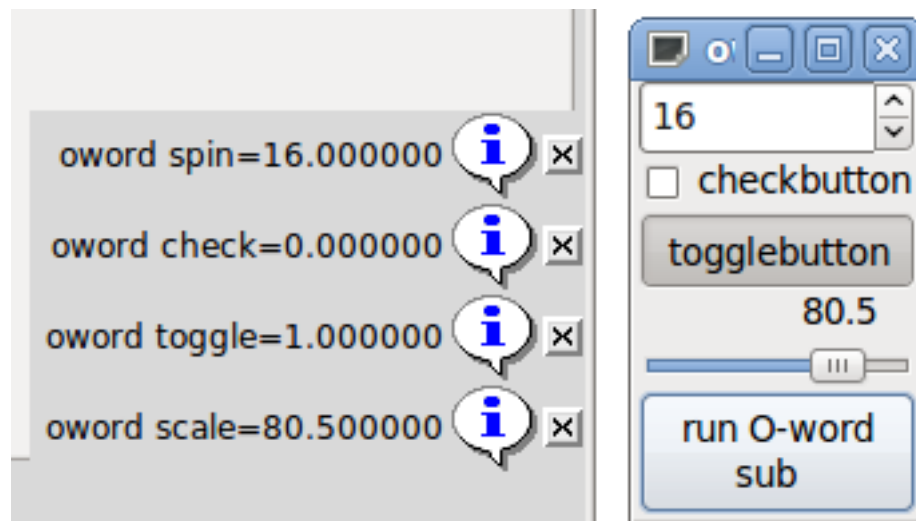 oword spin=16.000000
oword check=0.000000
oword toggle=1.000000
oword scale=80.500000
16
checkbutton
togglebutton
80.5
run O-word
sub